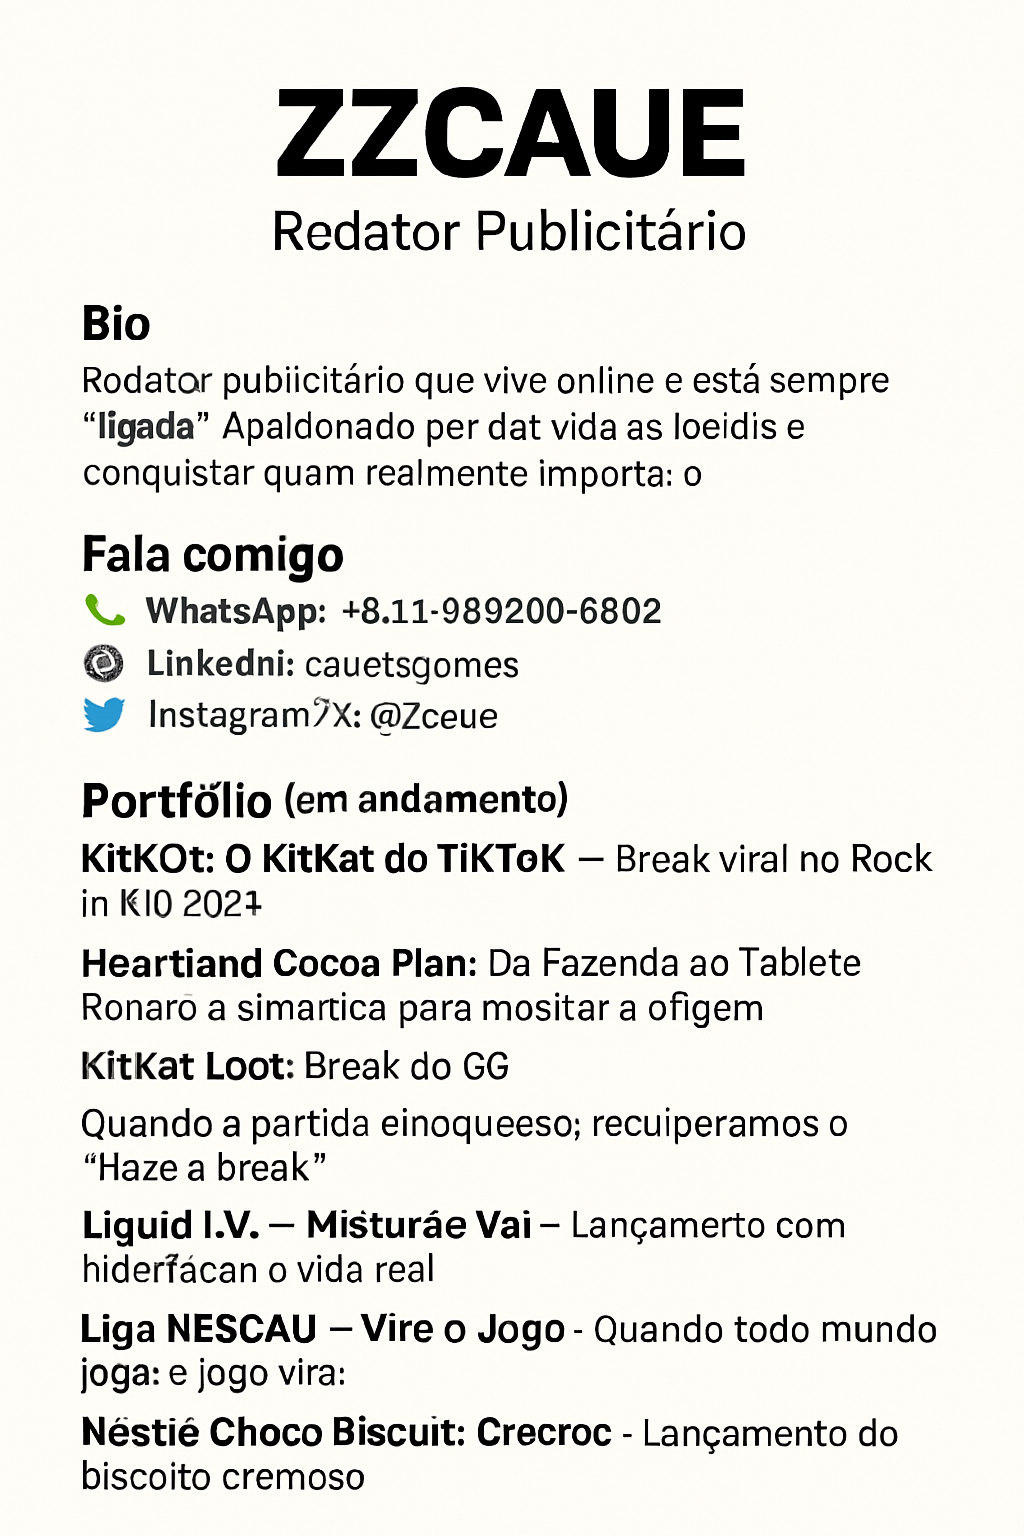 ZZCAUE
Redator Publicitário
Bio
Rodator pubiicitário que vive online e está sempre
“ligada” Apaldonado per dat vida as loeidis e
conquistar quam realmente importa: o
Fala comigo
WhatsApp: +8.11-989200-6802
Linkedni: cauetsgomes
Instagram X: @Zceue
Portfólio (em andamento)
KitKOt: O KitKat do TiKToK – Break viral no Rock
in KI0 2021
Heartiand Cocoa Plan: Da Fazenda ao Tablete
Ronaro a simartica para mositar a ofigem
KitKat Loot: Break do GG
Quando a partida einoqueeso; recuiperamos o
“Haze a break”
Liguid I.V. – Misturáe Vai – Lançamerto com
o vida real
Liga NESCAU – Vire o Jogo - Quando todo mundo
joga: e jogo vira:
Nëstié Choco Biscuit: Crecroc - Lançamento do
biscoito cremoso